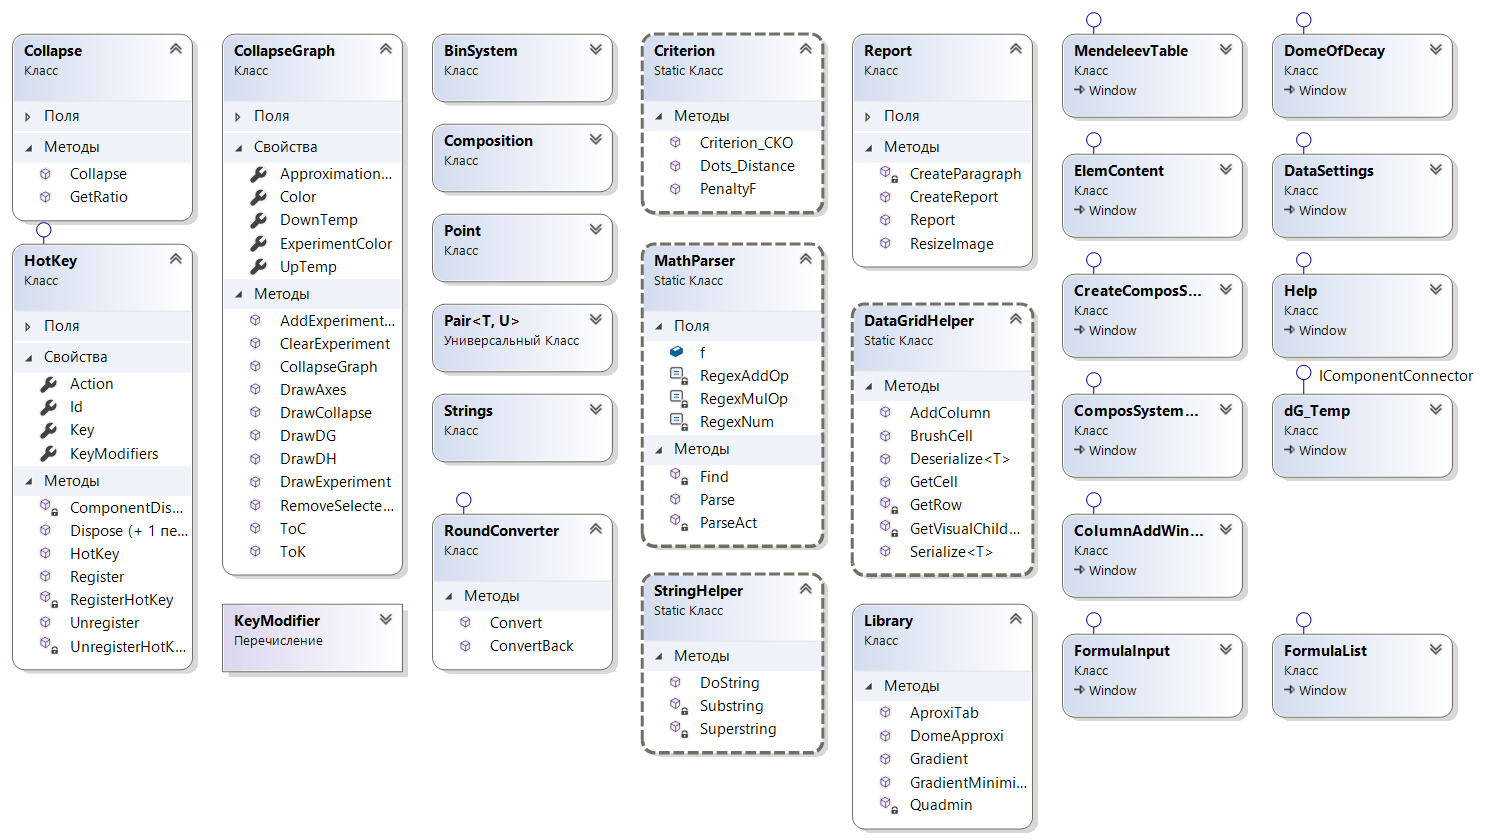 Collapse
Класс
Поля
Методы
Collapse
GetRatio
HotKey
Класс
Поля
Свойства
Action
Id
Key
KeyModifiers
Методы
ComponentDis...
Dispose (+ 1 пе...
HotKey
Register
RegisterHotKey
Unregister
UnregisterHotK...
CollapseGraph
Класс
Поля
Свойства
Approximation...
Color
DownTemp
ExperimentColor
UpTemp
Методы
AddExperiment...
ClearExperiment
CollapseGraph
DrawAxes
DrawCollapse
DrawDG
DrawDH
DrawExperiment
RemoveSelecte...
ToC
ToK
KeyModifier
Перечисление
BinSystem
Класс
Composition
Класс
Point
Класс
Pair<T, U>
Универсальный Класс
Strings
Класс
RoundConverter
Класс
Методы
Convert
ConvertBack
Criterion
Static Класс
Методы
Criterion_CKO
Dots_Distance
PenaltyF
MathParser
Static Класс
Поля
f
RegexAddOp
RegexMulOp
RegexNum
Методы
Find
Parse
ParseAct
StringHelper
Static Класс
Методы
DoString
Substring
Superstring
Report
Класс
Поля
Методы
CreateParagraph
CreateReport
Report
ResizeImage
DataGridHelper
Static Класс
Методы
AddColumn
BrushCell
Deserialize<T>
GetCell
GetRow
GetVisualChild...
Serialize<T>
Library
Класс
Методы
AproxiTab
DomeApproxi
Gradient
GradientMinimi...
Quadmin
MendeleevTable
Класс
Window
ElemContent
Класс
Window
CreateComposS...
Класс
Window
ComposSystem...
Класс
Window
ColumnAddWin...
Класс
Window
FormulaInput
Класс
Window
DomeOfDecay
Класс
Window
DataSettings
Класс
Window
Help
Класс
Window
IComponentConnector
dG_Temp
Класс
Window
FormulaList
Класс
Window